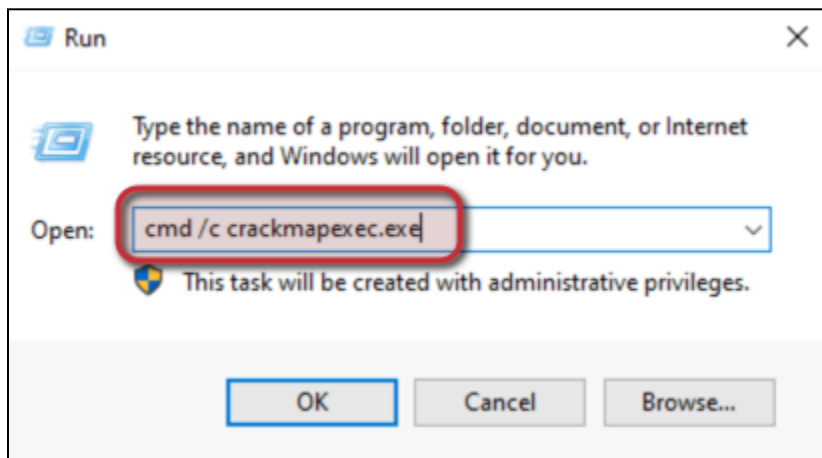 Run
Type the name of a program, folder, document, or Internet
resource, and Windows will open it for you.
Open: cmd /c crackmapexec.exe
This task will be created with administrative privileges.
OK Cancel Browse...